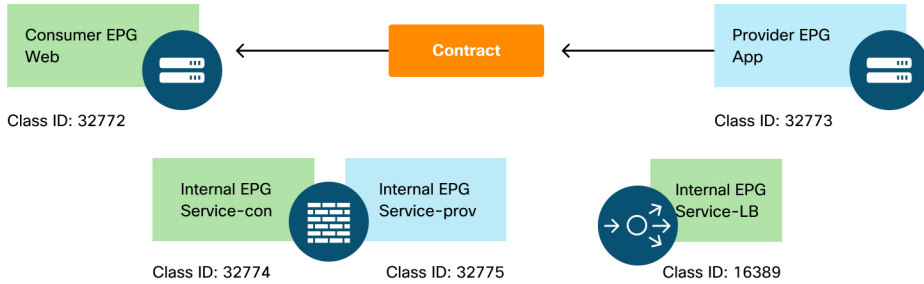 Consumer EPG
Web
Contract
Provider EPG
App
Class ID: 32772
Class ID: 32773
Internal EPG
Service-con
Internal EPG
Service-prov
Internal EPG
Service-LB
Class ID: 32774
Class ID: 32775
Class ID: 16389